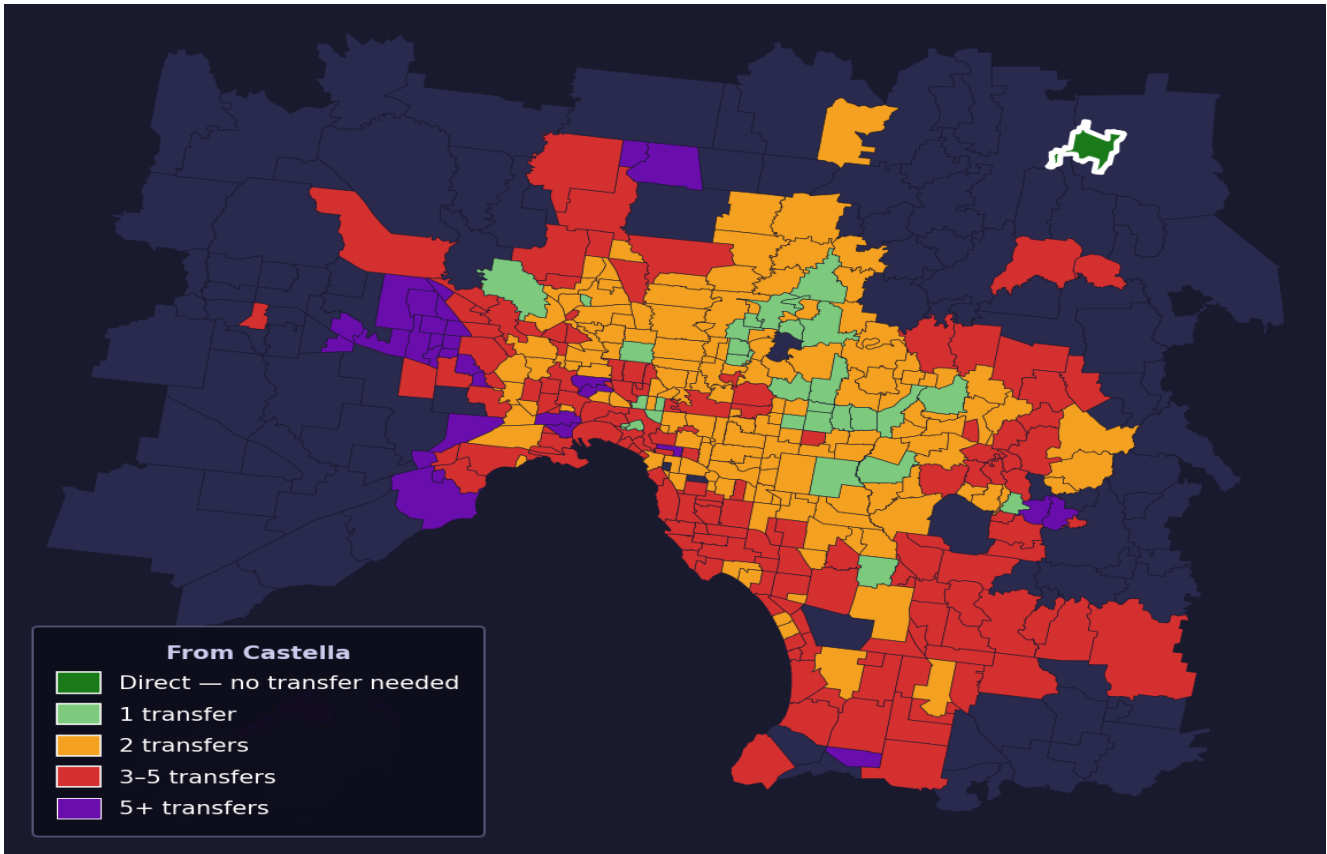 From Castella
Direct — no transfer needed
1 transfer
2 transfers
3–5 transfers
5+ transfers